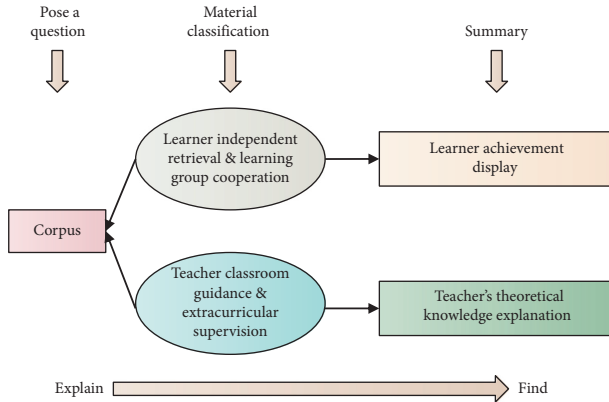 Pose a
question
Material
classification
Summary
Learner independent
retrieval & learning
group cooperation
Learner achievement
display
Corpus
Teacher classroom
guidance &
extracurricular
supervision
Teacher's theoretical
knowledge explanation
Explain
Find